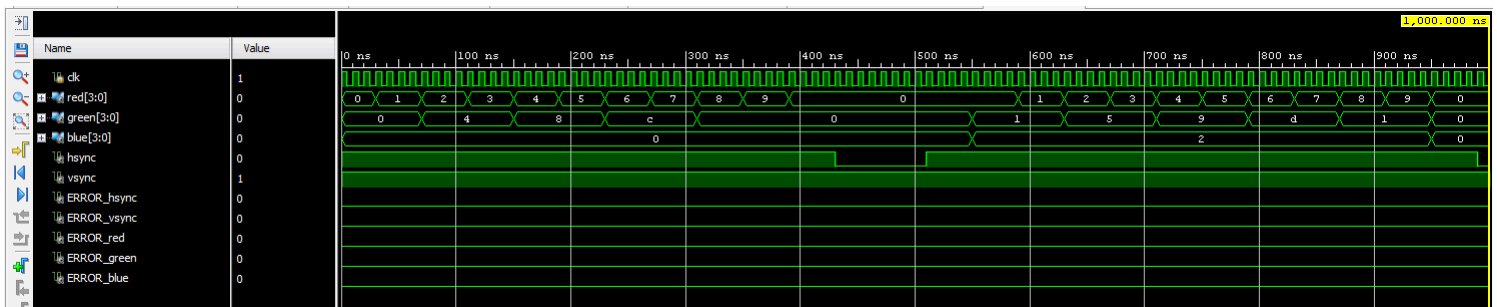 1,000.000 ns
Name Value
0 ns 100 ns 200 ns 300 ns 400 ns 500 ns 600 ns 700 ns 800 ns 900 ns
clk 1
red[3:0] 0 0 1 2 3 4 5 6 7 8 9 0 1 2 3 4 5 6 7 8 9 0
green[3:0] 0 0 4 8 c 0 1 5 9 d 1 0
blue[3:0] 0 0 2 0
hsync 0
vsync 1
ERROR_hsync 0
ERROR_vsync 0
ERROR_red 0
ERROR_green 0
ERROR_blue 0